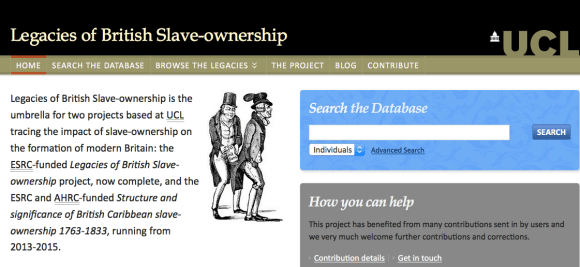 Legacies of British Slave-ownership
UCL
HOME SEARCH THE DATABASE BROWSE THE LEGACIES THE PROJECT BLOG CONTRIBUTE
Legacies of British Slave-ownership is the
umbrella for two projects based at UCL
tracing the impact of slave-ownership on
the formation of modern Britain: the
ESRC-funded Legacies of British Slave-
ownership project, now complete, and the
ESRC and AHRC-funded Structure and
significance of British Caribbean slave-
ownership 1763-1833, running from
2013-2015.
Search the Database
SEARCH
Individuals Advanced Search
How you can help
This project has benefited from many contributions sent in by users and
we very much welcome further contributions and corrections.
Contribution details Get in touch